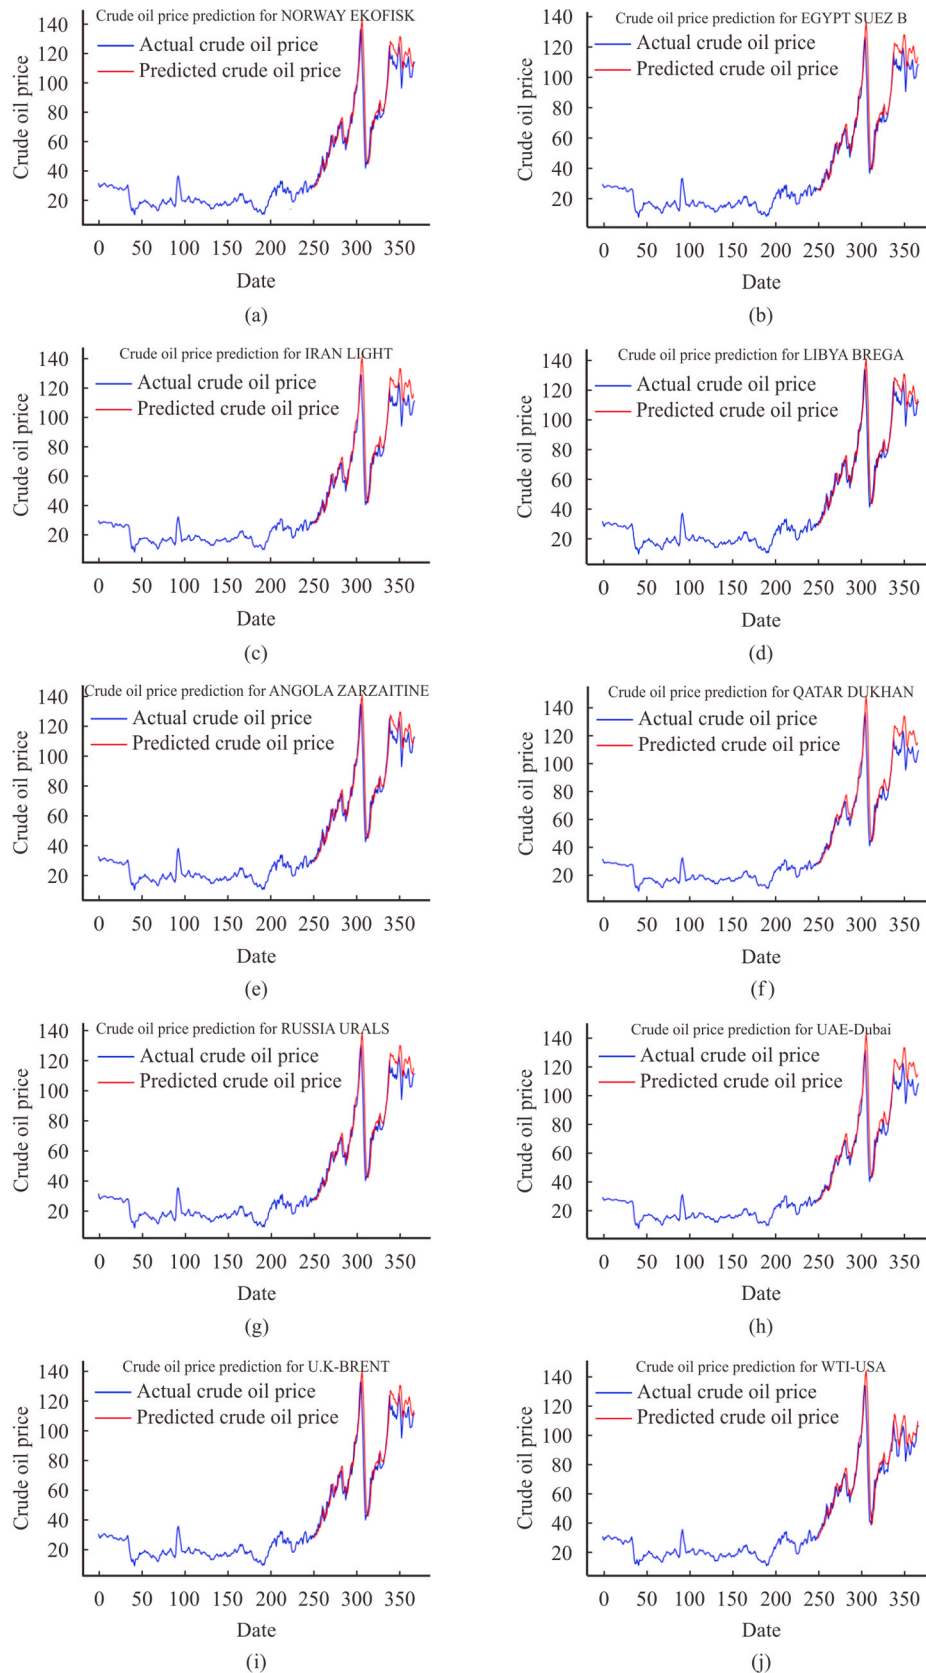 Crude oil price prediction for NORWAY EKOFISK
Actual crude oil price
Predicted crude oil price
Crude oil price
140
120
100
80
60
40
20
0 50 100 150 200 250 300 350
Date
(a)
Crude oil price prediction for EGYPT SUEZ B
Actual crude oil price
Predicted crude oil price
Crude oil price
140
120
100
80
60
40
20
0 50 100 150 200 250 300 350
Date
(b)
Crude oil price prediction for IRAN LIGHT
Actual crude oil price
Predicted crude oil price
Crude oil price
140
120
100
80
60
40
20
0 50 100 150 200 250 300 350
Date
(c)
Crude oil price prediction for LIBYA BREGA
Actual crude oil price
Predicted crude oil price
Crude oil price
140
120
100
80
60
40
20
0 50 100 150 200 250 300 350
Date
(d)
Crude oil price prediction for ANGOLA ZARZAITINE
Actual crude oil price
Predicted crude oil price
Crude oil price
140
120
100
80
60
40
20
0 50 100 150 200 250 300 350
Date
(e)
Crude oil price prediction for QATAR DUKHAN
Actual crude oil price
Predicted crude oil price
Crude oil price
140
120
100
80
60
40
20
0 50 100 150 200 250 300 350
Date
(f)
Crude oil price prediction for RUSSIA URALS
Actual crude oil price
Predicted crude oil price
Crude oil price
140
120
100
80
60
40
20
0 50 100 150 200 250 300 350
Date
(g)
Crude oil price prediction for UAE-Dubai
Actual crude oil price
Predicted crude oil price
Crude oil price
140
120
100
80
60
40
20
0 50 100 150 200 250 300 350
Date
(h)
Crude oil price prediction for U.K-BRENT
Actual crude oil price
Predicted crude oil price
Crude oil price
140
120
100
80
60
40
20
0 50 100 150 200 250 300 350
Date
(i)
Crude oil price prediction for WTI-USA
Actual crude oil price
Predicted crude oil price
Crude oil price
140
120
100
80
60
40
20
0 50 100 150 200 250 300 350
Date
(j)